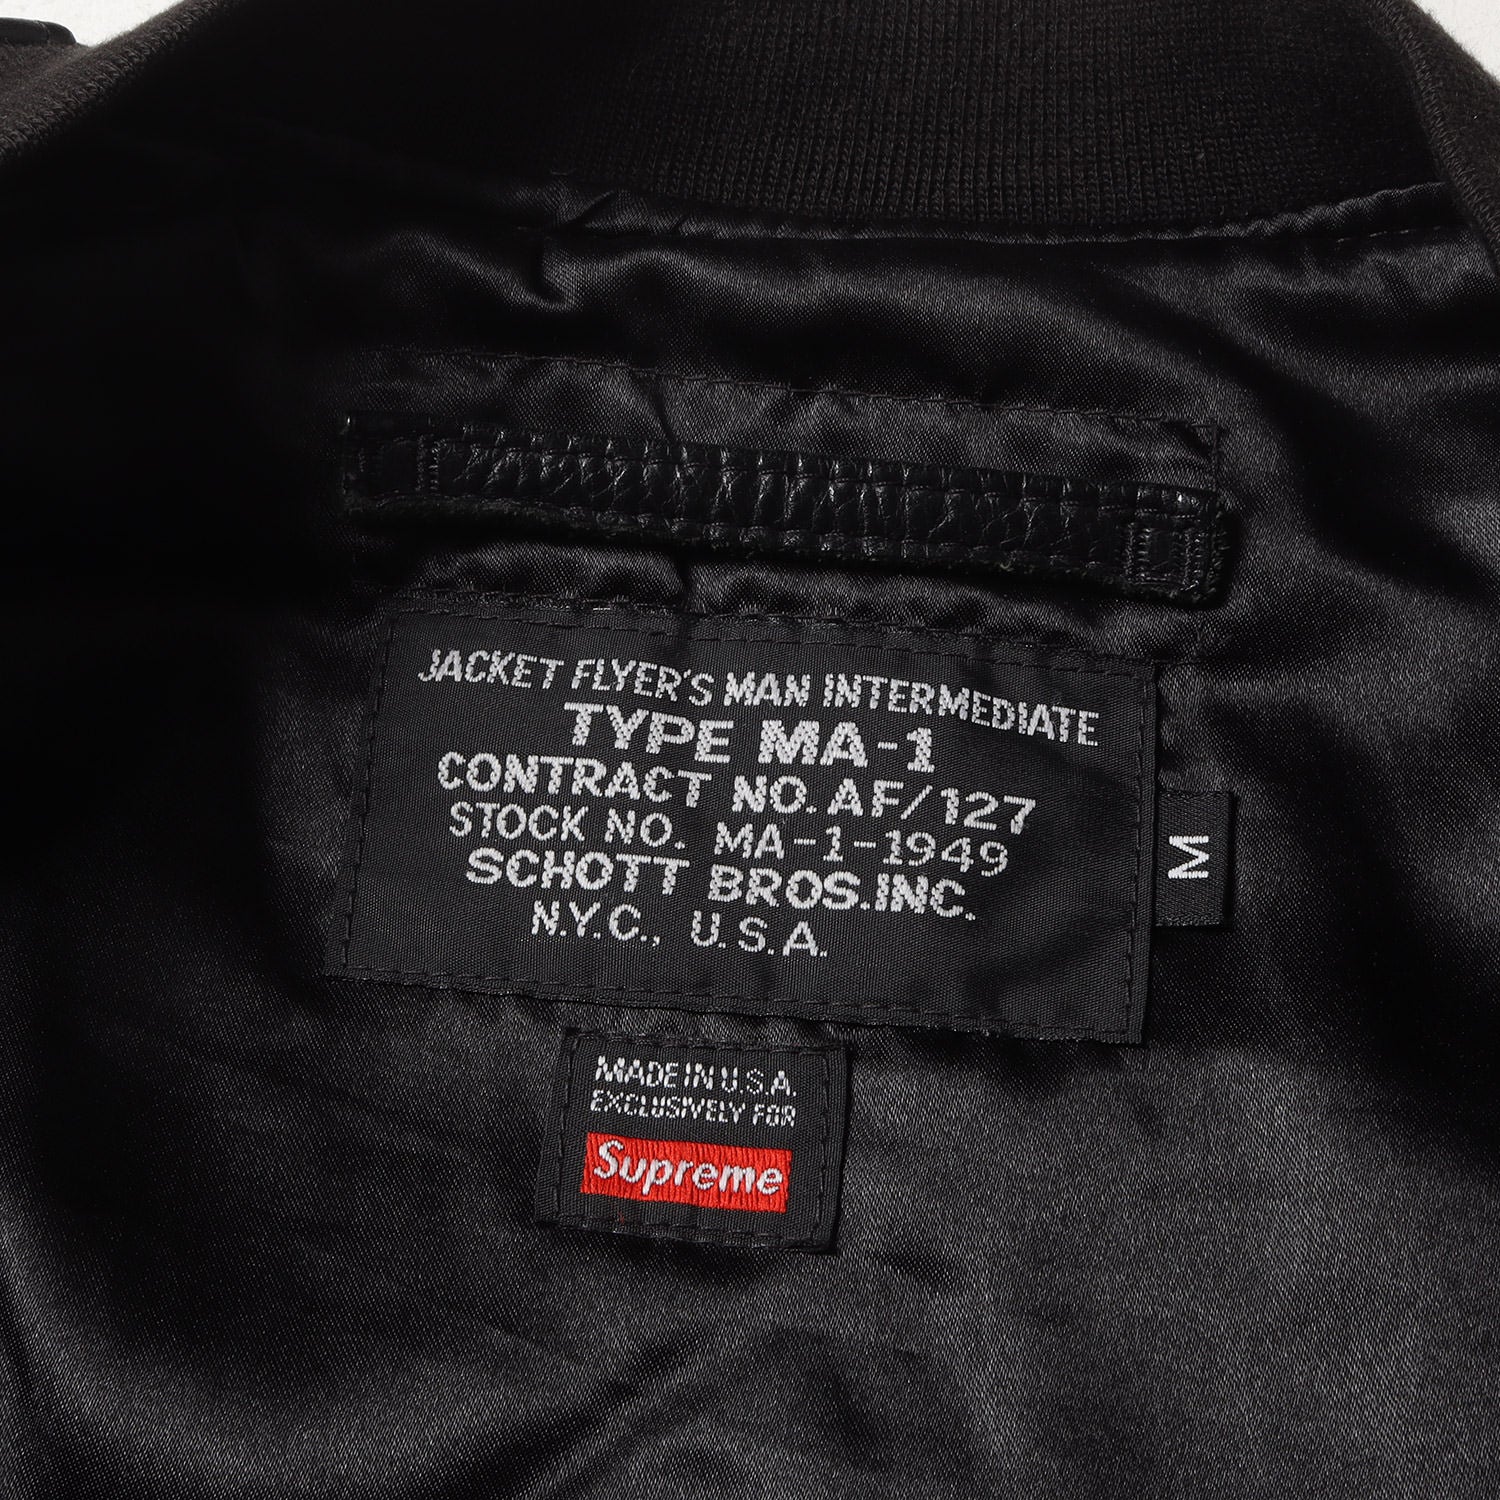 JACKET FLYER'S MAN INTERMEDIATE
TYPE MA-1
CONTRACT NO. AF/127
STOCK NO. MA-1-1949
SCHOTT BROS. INC.
N.Y.C., U.S.A.
M
MADE IN U.S.A.
EXCLUSIVELY FOR
Supreme